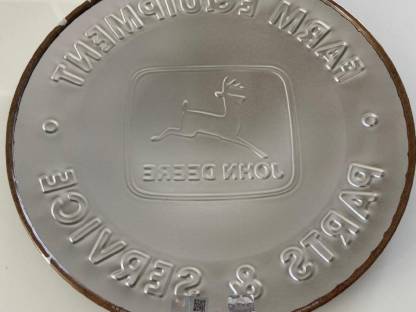 FARM EQUIPMENT
JOHN DEERE
PARTS & SERVICE